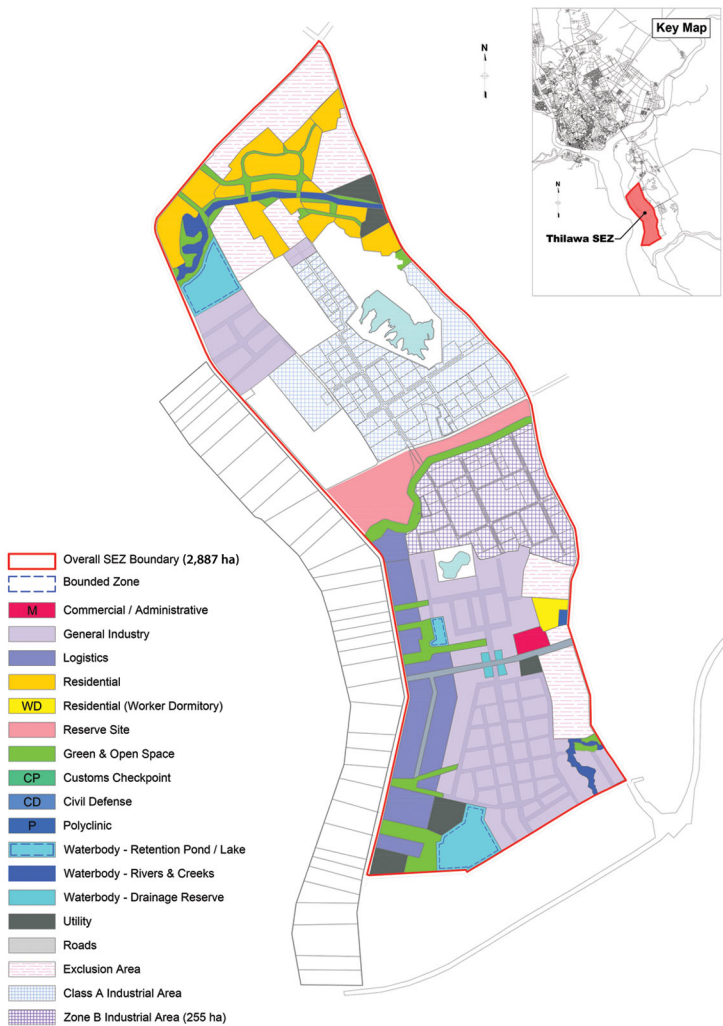 N
Key Map
N
Thilawa SEZ
Overall SEZ Boundary (2,887 ha)
Bounded Zone
M Commercial / Administrative
General Industry
Logistics
Residential
WD Residential (Worker Dormitory)
Reserve Site
Green & Open Space
CP Customs Checkpoint
CD Civil Defense
P Polyclinic
Waterbody - Retention Pond / Lake
Waterbody - Rivers & Creeks
Waterbody - Drainage Reserve
Utility
Roads
Exclusion Area
Class A Industrial Area
Zone B Industrial Area (255 ha)